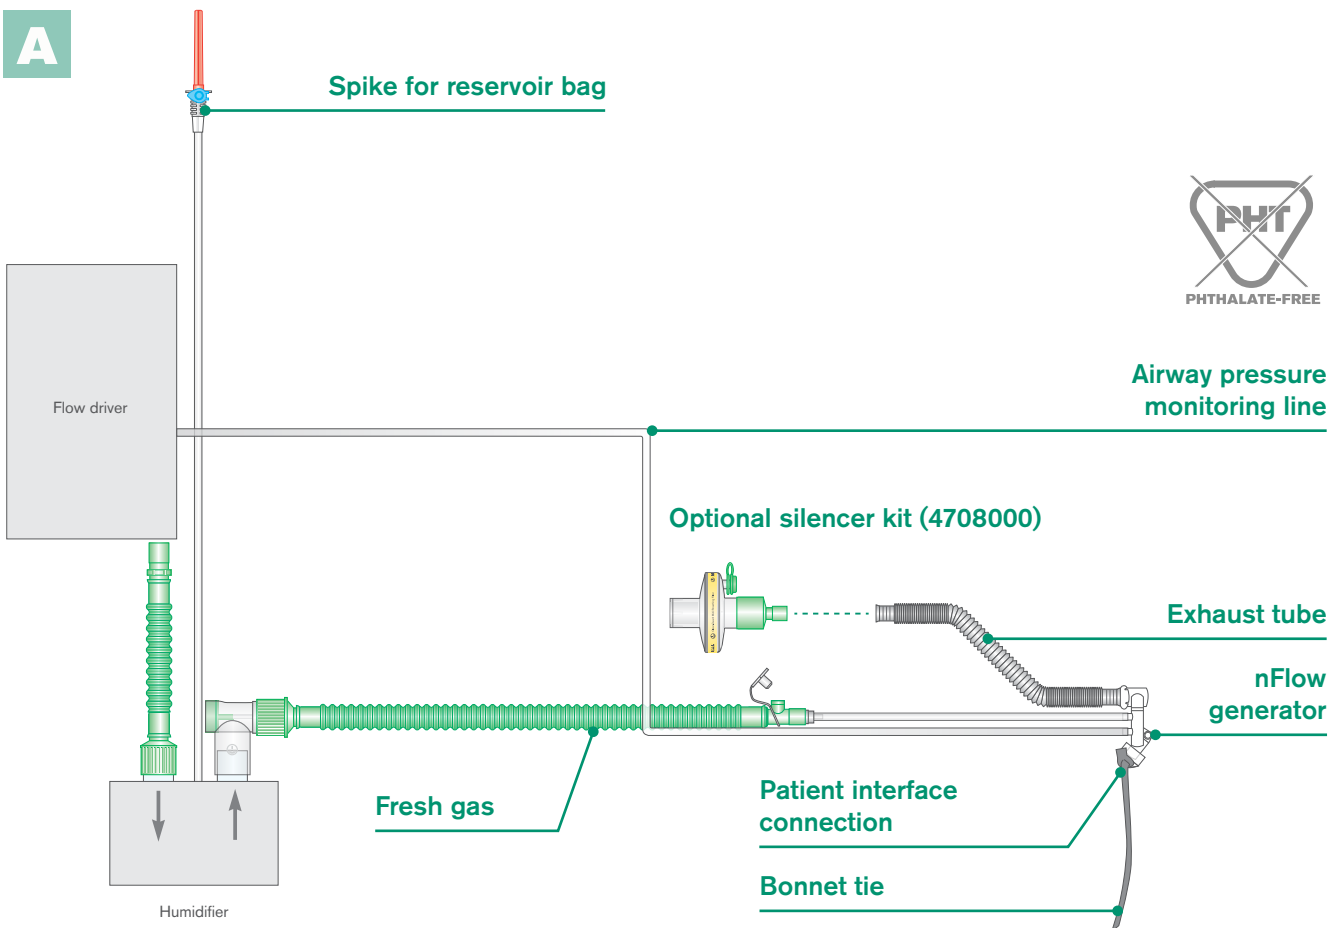 A
Spike for reservoir bag
PHT
PHTHALATE-FREE
Airway pressure
monitoring line
Flow driver
Optional silencer kit (4708000)
Exhaust tube
nFlow
generator
Fresh gas
Patient interface
connection
Bonnet tie
Humidifier